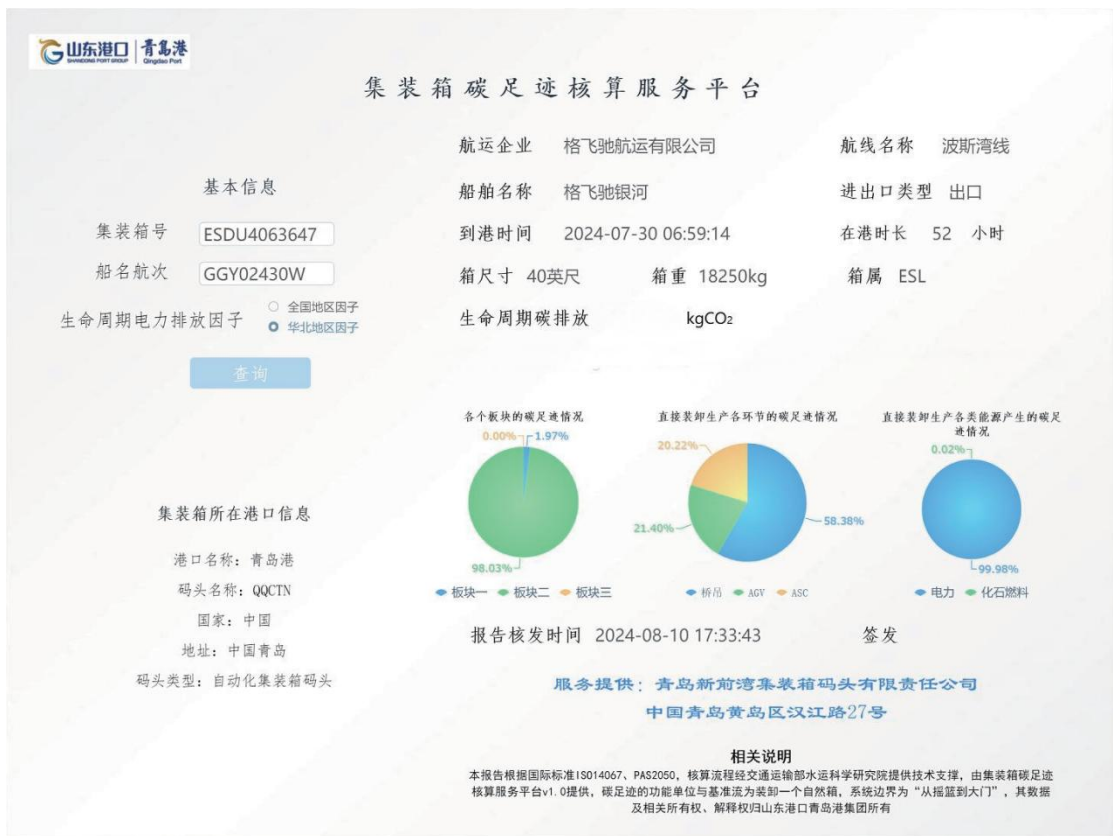 山东港口 青岛港
SHANDONG PORT GROUP Qingdao Port
集装箱碳足迹核算服务平台
基本信息
集装箱号 ESDU4063647
船名航次 GGY02430W
生命周期电力排放因子
全国地区因子
华北地区因子
查询
航运企业 格飞驰航运有限公司 航线名称 波斯湾线
船舶名称 格飞驰银河 进出口类型 出口
到港时间 2024-07-30 06:59:14 在港时长 52 小时
箱尺寸 40英尺 箱重 18250kg 箱属 ESL
生命周期碳排放 kgCO₂
各个板块的碳足迹情况
0.00% 1.97%
98.03%
板块一 板块二 板块三
直接装卸生产各环节的碳足迹情况
20.22%
21.40%
58.38%
桥吊 AGV ASC
直接装卸生产各类能源产生的碳足
迹情况
0.02%
99.98%
电力 化石燃料
集装箱所在港口信息
港口名称：青岛港
码头名称：QQCTN
国家：中国
地址：中国青岛
码头类型：自动化集装箱码头
报告核发时间 2024-08-10 17:33:43 签发
服务提供：青岛新前湾集装箱码头有限责任公司
中国青岛黄岛区汉江路27号
相关说明
本报告根据国际标准ISO14067、PAS2050，核算流程经交通运输部水运科学研究院提供技术支撑，由集装箱碳足迹
核算服务平台v1.0提供，碳足迹的功能单位与基准流为装卸一个自然箱，系统边界为“从摇篮到大门”，其数据
及相关所有权、解释权归山东港口青岛港集团所有